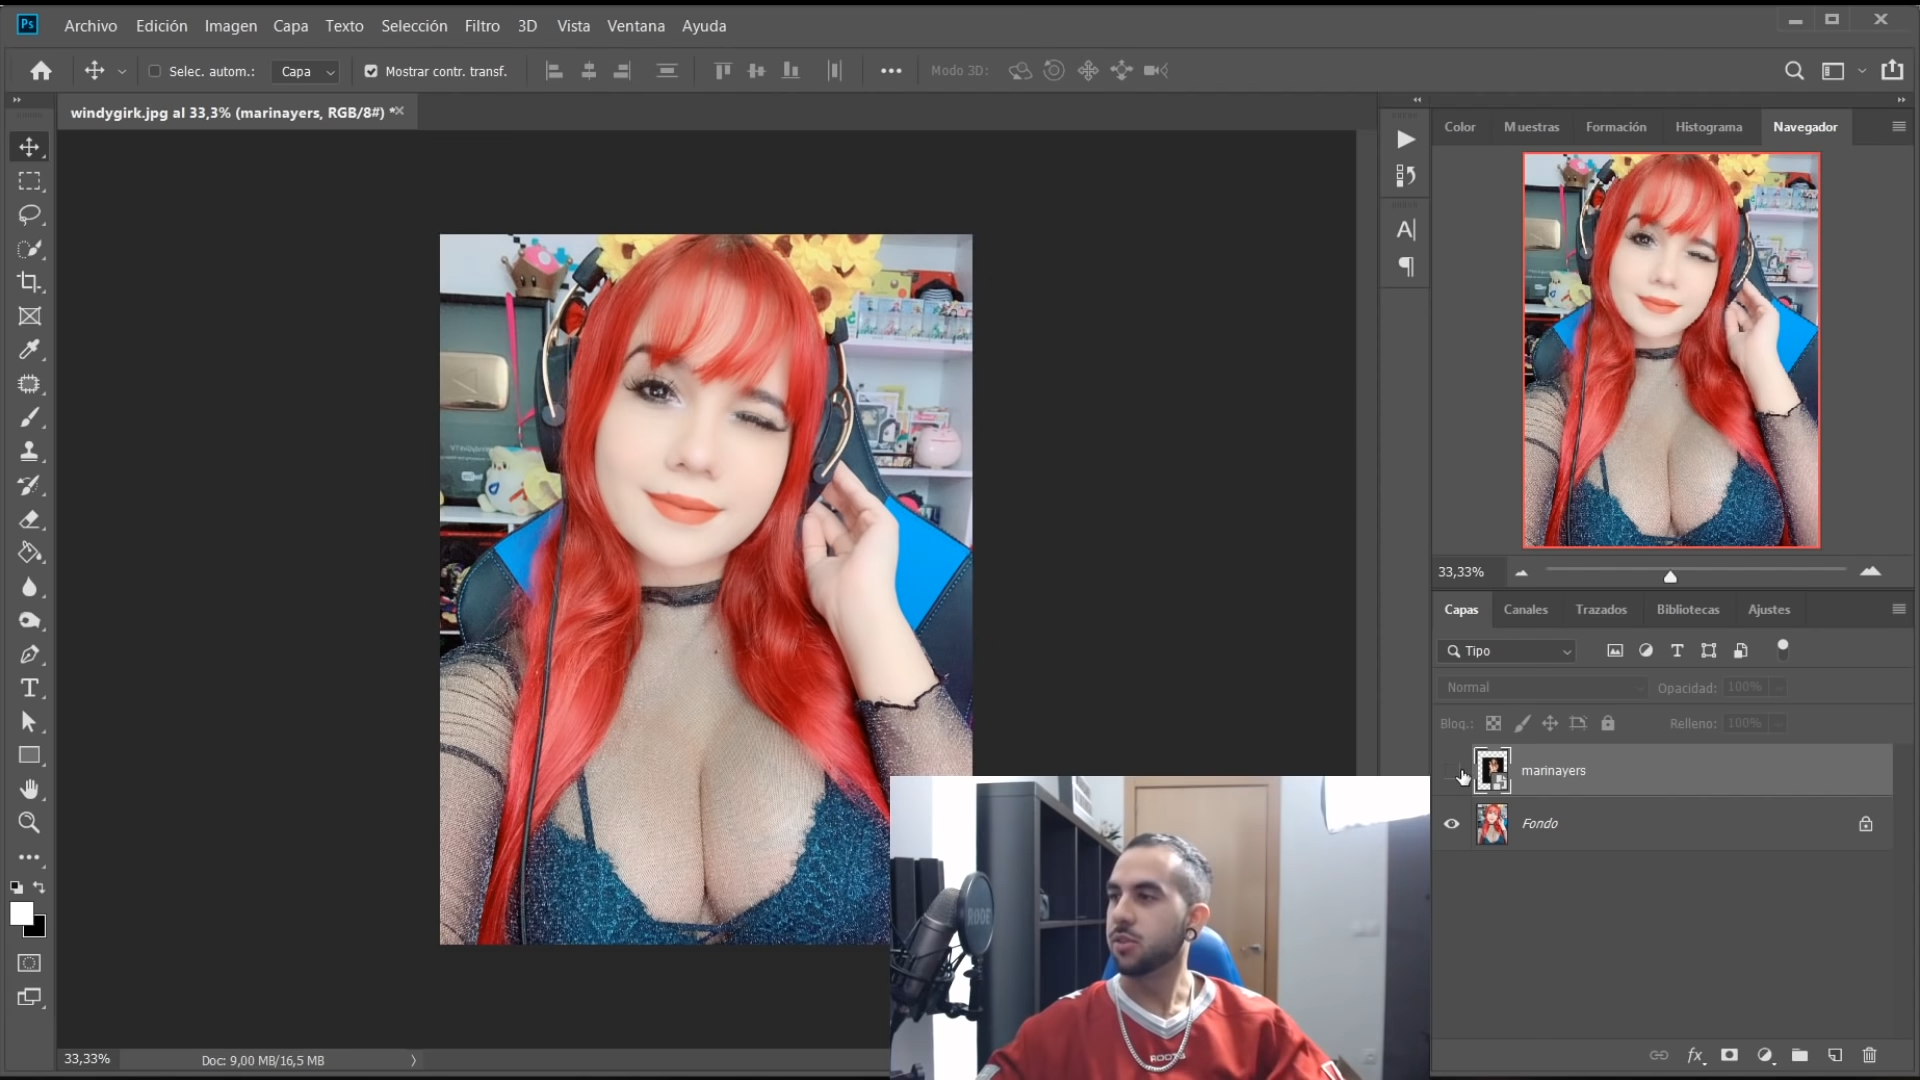 Ps Archivo Edición Imagen Capa Texto Selección Filtro 3D Vista Ventana Ayuda
Selec. autom.: Capa Mostrar contr. transf. Modo 3D:
windygirk.jpg al 33,3% (marinayers, RGB/8#) *
Color Muestras Formación Histograma Navegador
33,33%
Capas Canales Trazados Bibliotecas Ajustes
Tipo
Normal Opacidad: 100%
Bloq.: Relleno: 100%
marinayers
Fondo
fx
RØDE
ROOTS
33,33% Doc: 9,00 MB/16,5 MB